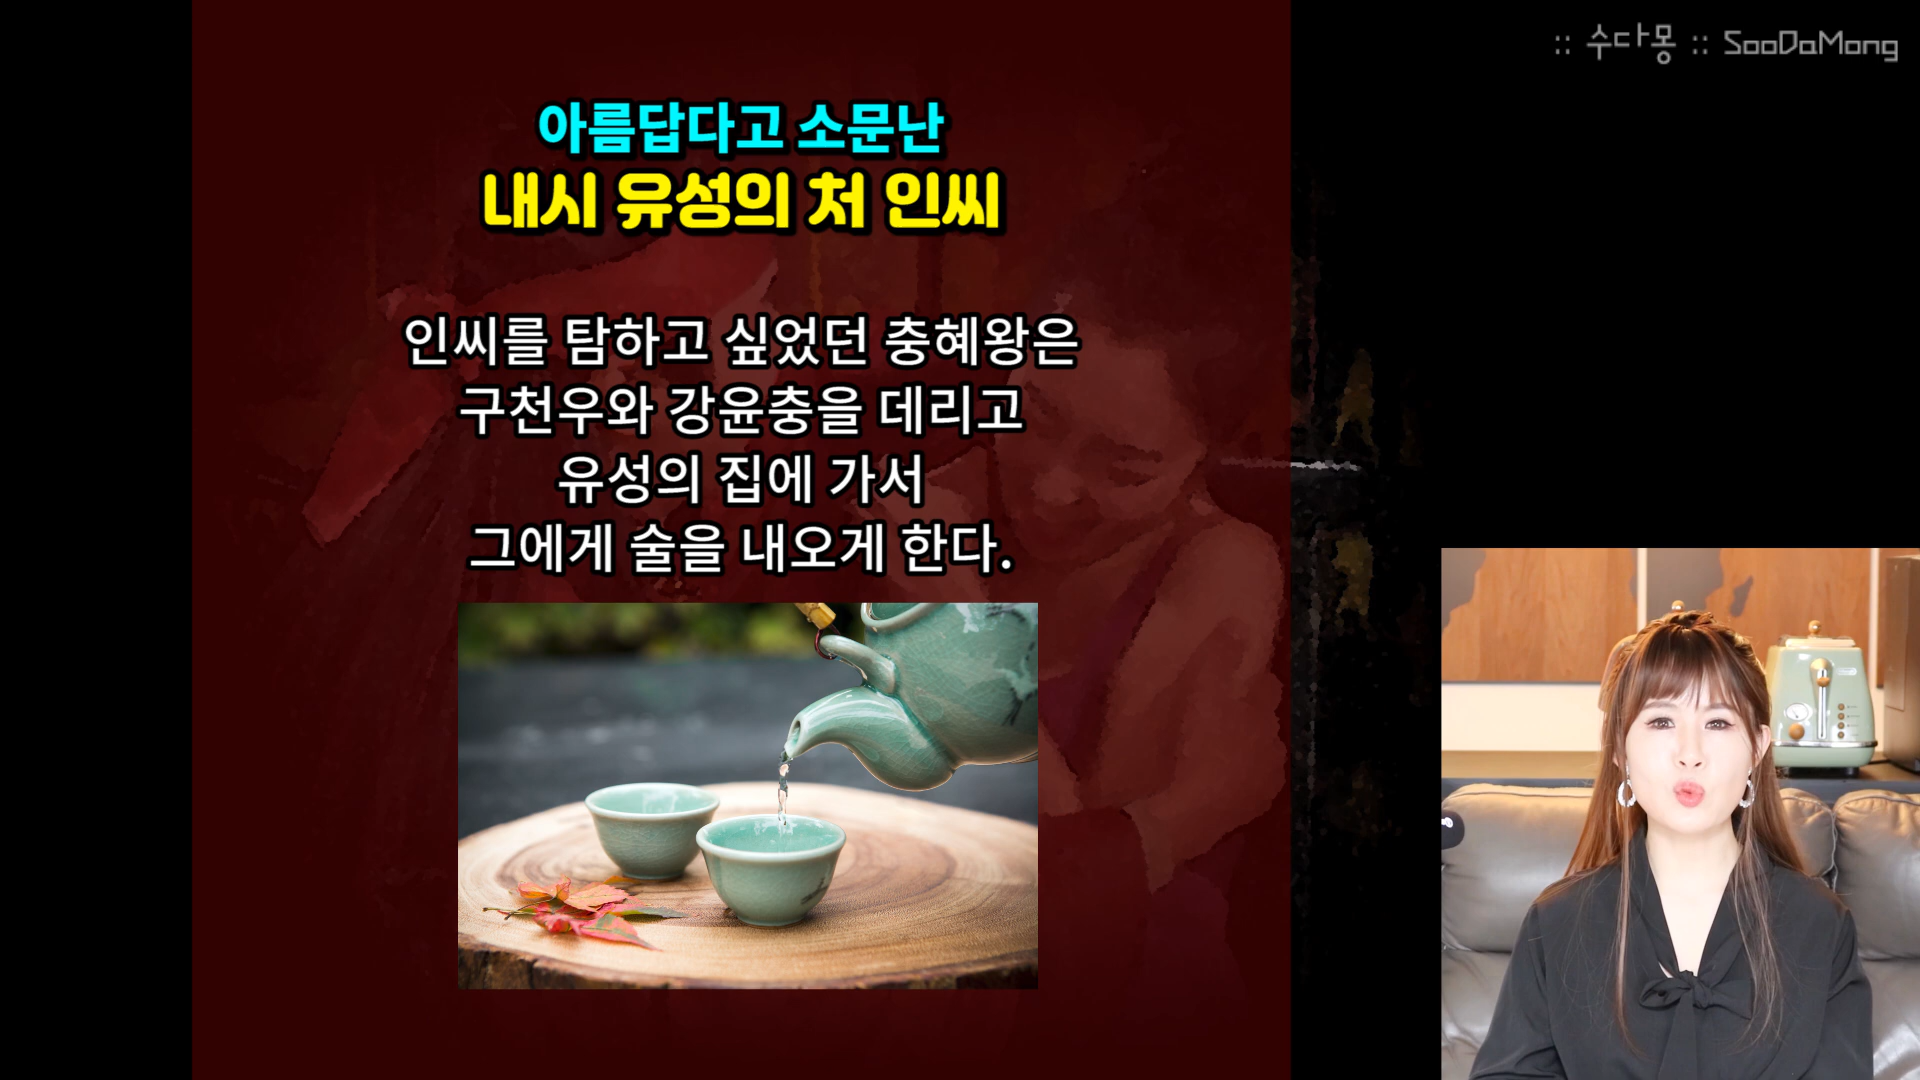 :: 수다몽 :: SooDaMong
아름답다고 소문난
내시 유성의 처 인씨
인씨를 탐하고 싶었던 충혜왕은
구천우와 강윤충을 데리고
유성의 집에 가서
그에게 술을 내오게 한다.